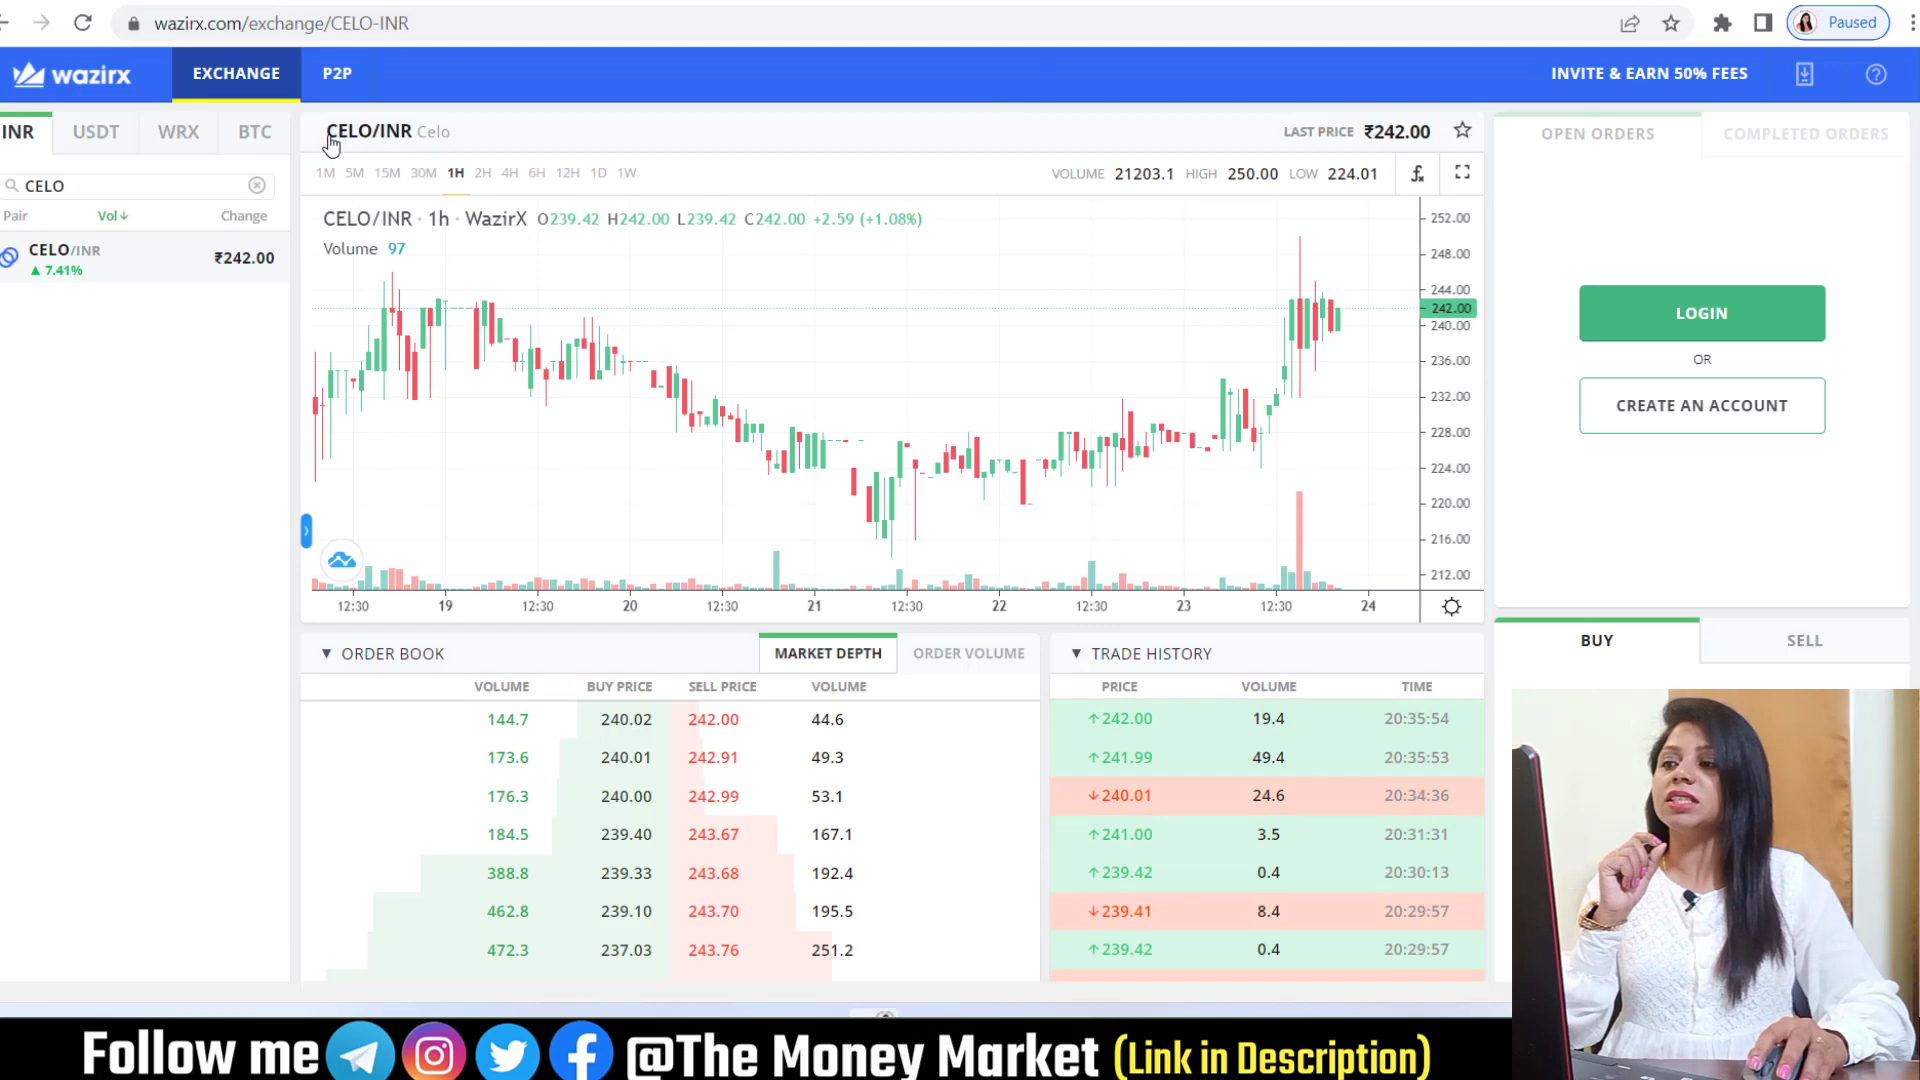 wazirx.com/exchange/CELO-INR
Paused
wazirx
EXCHANGE
P2P
INVITE & EARN 50% FEES
INR USDT WRX BTC
CELO
Pair Vol↓ Change
CELO/INR ₹242.00
▲ 7.41%
CELO/INR Celo
LAST PRICE ₹242.00
1M 5M 15M 30M 1H 2H 4H 6H 12H 1D 1W
VOLUME 21203.1 HIGH 250.00 LOW 224.01
CELO/INR · 1h · WazirX O239.42 H242.00 L239.42 C242.00 +2.59 (+1.08%)
Volume 97
252.00
248.00
244.00
242.00
240.00
236.00
232.00
228.00
224.00
220.00
216.00
212.00
12:30 19 12:30 20 12:30 21 12:30 22 12:30 23 12:30 24
OPEN ORDERS
COMPLETED ORDERS
LOGIN
OR
CREATE AN ACCOUNT
BUY
SELL
▼ ORDER BOOK
MARKET DEPTH
ORDER VOLUME
VOLUME BUY PRICE SELL PRICE VOLUME
144.7 240.02 242.00 44.6
173.6 240.01 242.91 49.3
176.3 240.00 242.99 53.1
184.5 239.40 243.67 167.1
388.8 239.33 243.68 192.4
462.8 239.10 243.70 195.5
472.3 237.03 243.76 251.2
▼ TRADE HISTORY
PRICE VOLUME TIME
↑242.00 19.4 20:35:54
↑241.99 49.4 20:35:53
↓240.01 24.6 20:34:36
↑241.00 3.5 20:31:31
↑239.42 0.4 20:30:13
↓239.41 8.4 20:29:57
↑239.42 0.4 20:29:57
Follow me @The Money Market (Link in Description)